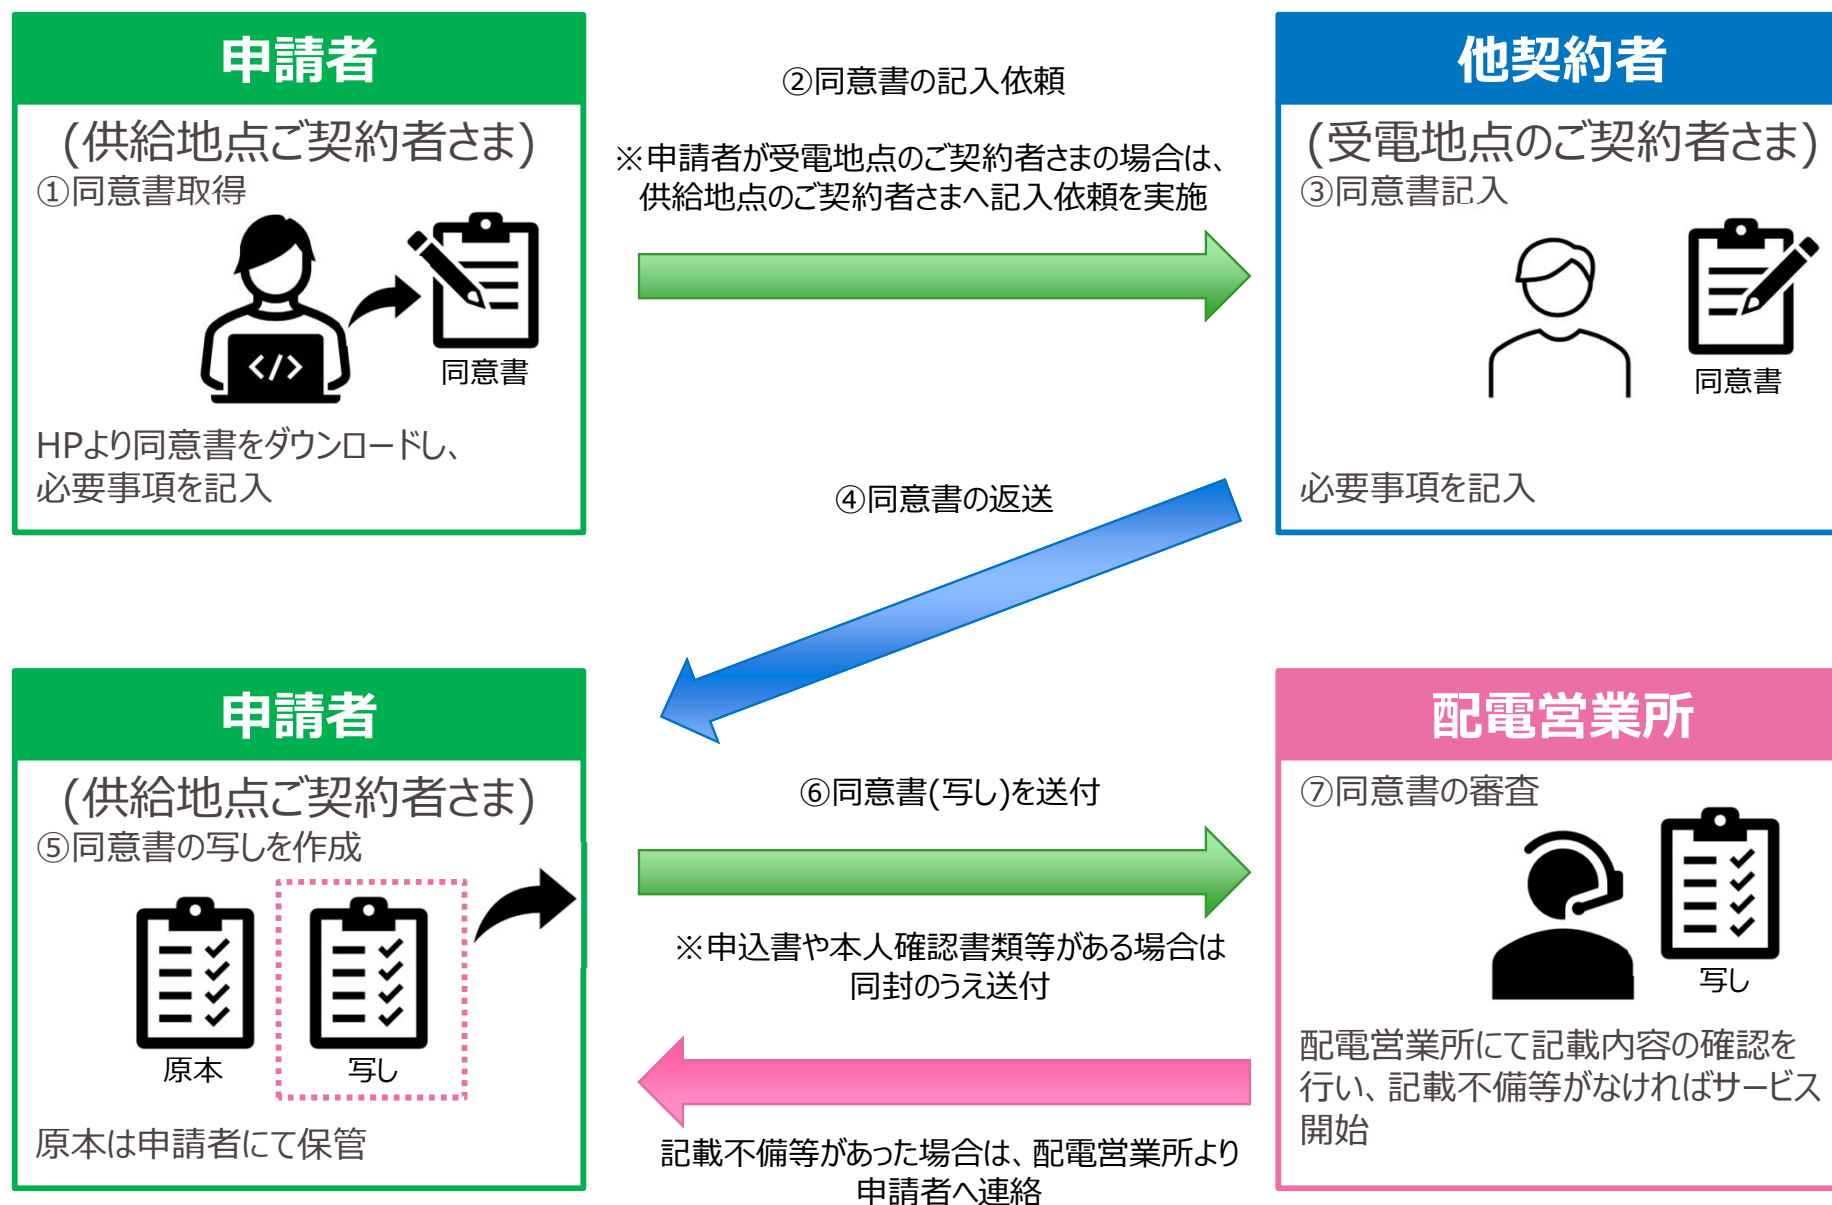 申請者
(供給地点ご契約者さま)
①同意書取得
</>
同意書
HPより同意書をダウンロードし、
必要事項を記入
②同意書の記入依頼
※申請者が受電地点のご契約者さまの場合は、
供給地点のご契約者さまへ記入依頼を実施
他契約者
(受電地点のご契約者さま)
③同意書記入
同意書
必要事項を記入
④同意書の返送
申請者
(供給地点ご契約者さま)
⑤同意書の写しを作成
原本
写し
原本は申請者にて保管
⑥同意書(写し)を送付
※申込書や本人確認書類等がある場合は
同封のうえ送付
記載不備等があった場合は、配電営業所より
申請者へ連絡
配電営業所
⑦同意書の審査
写し
配電営業所にて記載内容の確認を
行い、記載不備等がなければサービス
開始